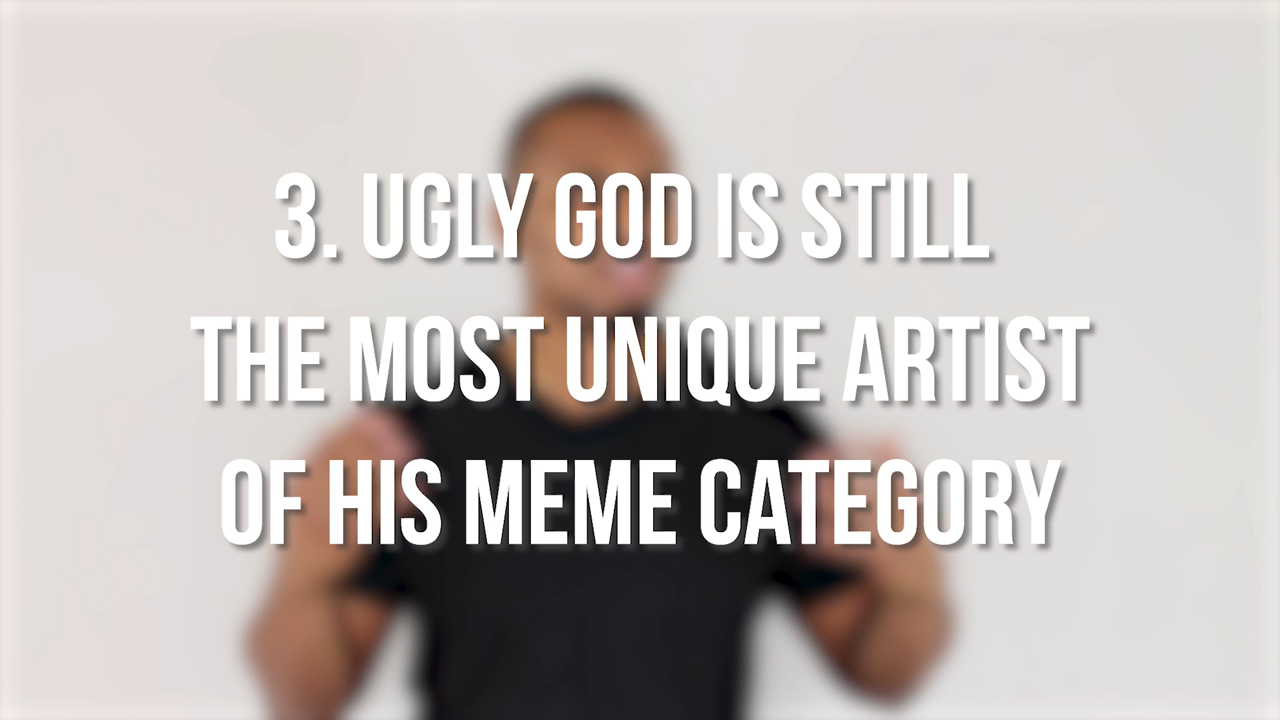 3. UGLY GOD IS STILL
THE MOST UNIQUE ARTIST
OF HIS MEME CATEGORY